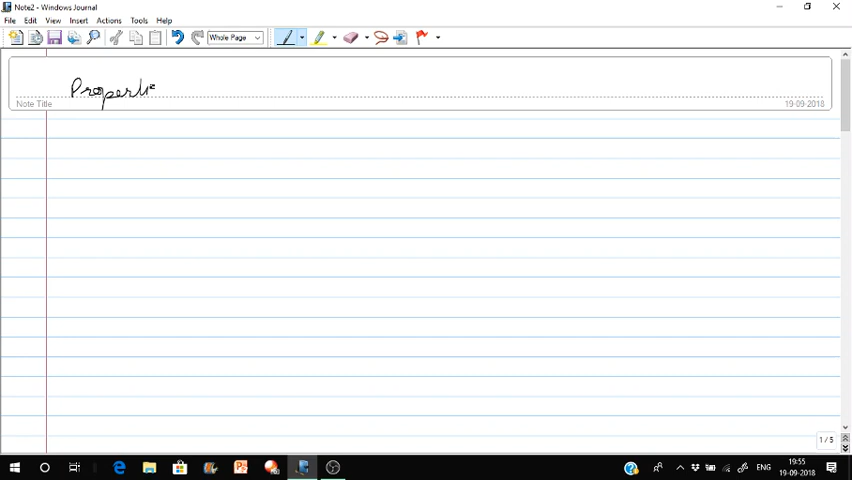 Note2 - Windows Journal
File Edit View Insert Actions Tools Help
Whole Page
Properti
Note Title
19-09-2018
1 / 5
ENG
19:55
19-09-2018